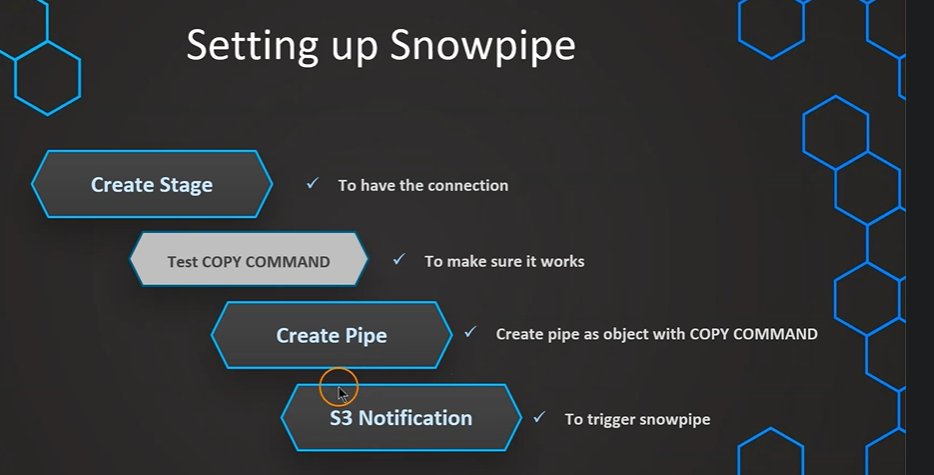 Setting up Snowpipe
Create Stage
✓ To have the connection
Test COPY COMMAND
✓ To make sure it works
Create Pipe
✓ Create pipe as object with COPY COMMAND
S3 Notification
✓ To trigger snowpipe